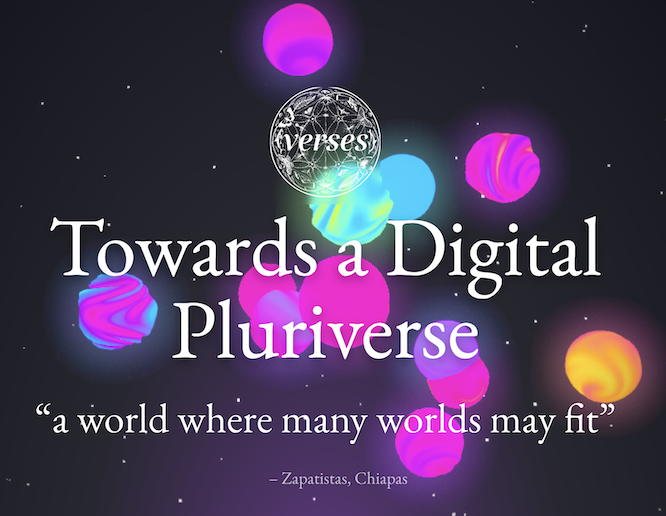 verses
Towards a Digital
Pluriverse
“a world where many worlds may fit”
– Zapatistas, Chiapas